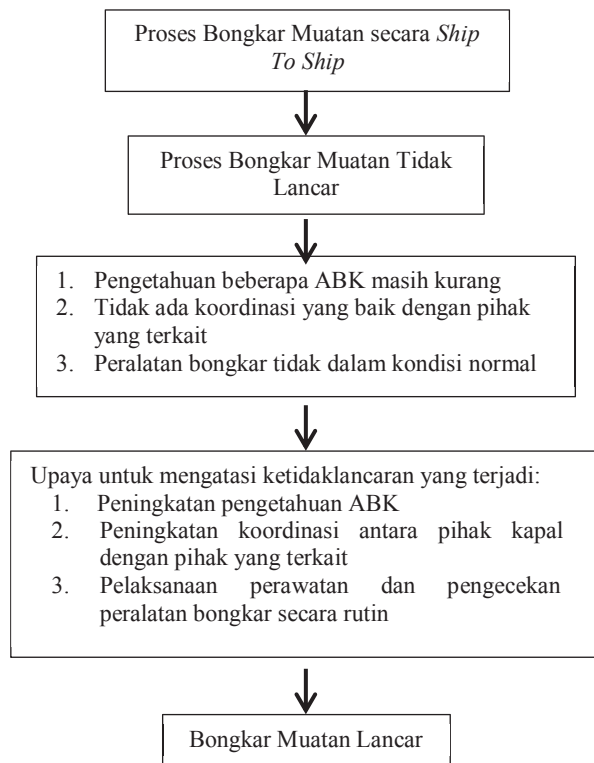 Proses Bongkar Muatan secara Ship
To Ship
Proses Bongkar Muatan Tidak
Lancar
1. Pengetahuan beberapa ABK masih kurang
2. Tidak ada koordinasi yang baik dengan pihak
yang terkait
3. Peralatan bongkar tidak dalam kondisi normal
Upaya untuk mengatasi ketidaklancaran yang terjadi:
1. Peningkatan pengetahuan ABK
2. Peningkatan koordinasi antara pihak kapal
dengan pihak yang terkait
3. Pelaksanaan perawatan dan pengecekan
peralatan bongkar secara rutin
Bongkar Muatan Lancar